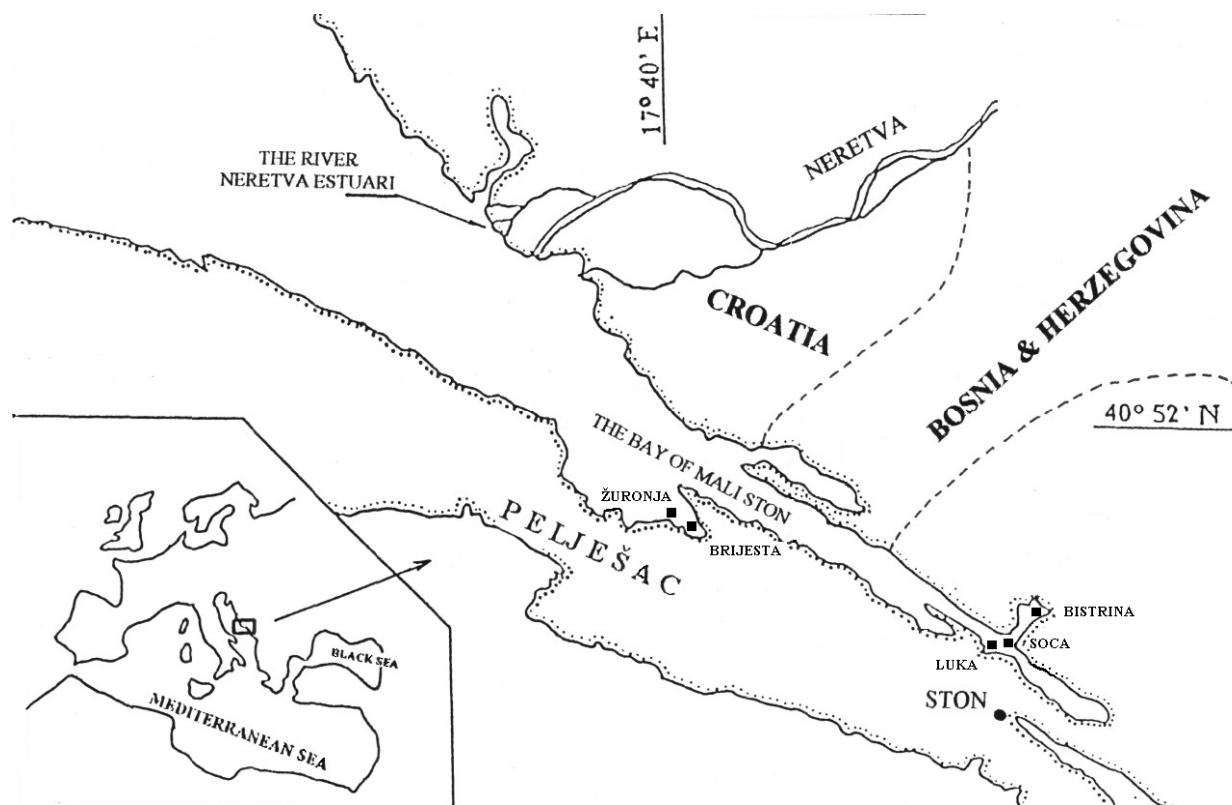 17° 40' E
THE RIVER
NERETVA ESTUARI
NERETVA
CROATIA
BOSNIA & HERZEGOVINA
40° 52' N
THE BAY OF MALI STON
ŽURONJA
BRIJESTA
PELJEŠAC
BISTRINA
SOCA
LUKA
STON
BLACK SEA
MEDITERRANEAN SEA